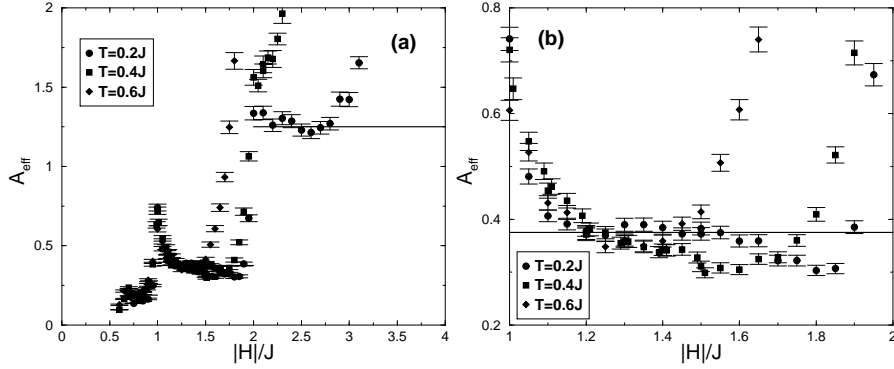 (a)
T=0.2J
T=0.4J
T=0.6J
A_eff
2
1.5
1
0.5
0
0 0.5 1 1.5 2 2.5 3 3.5 4
|H|/J
(b)
T=0.2J
T=0.4J
T=0.6J
A_eff
0.8
0.6
0.4
0.2
1 1.2 1.4 1.6 1.8 2
|H|/J